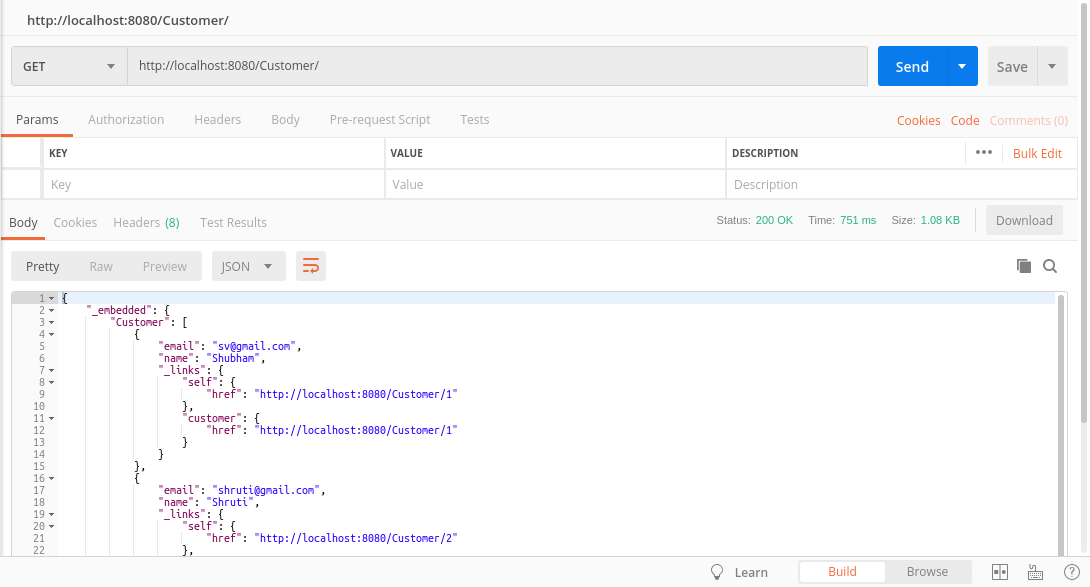 http://localhost:8080/Customer/
GET http://localhost:8080/Customer/ Send Save
Params Authorization Headers Body Pre-request Script Tests Cookies Code Comments (0)
KEY VALUE DESCRIPTION ••• Bulk Edit
Key Value Description
Body Cookies Headers (8) Test Results Status: 200 OK Time: 751 ms Size: 1.08 KB Download
Pretty Raw Preview JSON
1 {
2 "_embedded": {
3 "Customer": [
4 {
5 "email": "sv@gmail.com",
6 "name": "Shubham",
7 "_links": {
8 "self": {
9 "href": "http://localhost:8080/Customer/1"
10 },
11 "customer": {
12 "href": "http://localhost:8080/Customer/1"
13 }
14 }
15 },
16 {
17 "email": "shruti@gmail.com",
18 "name": "Shruti",
19 "_links": {
20 "self": {
21 "href": "http://localhost:8080/Customer/2"
22 },
Learn Build Browse